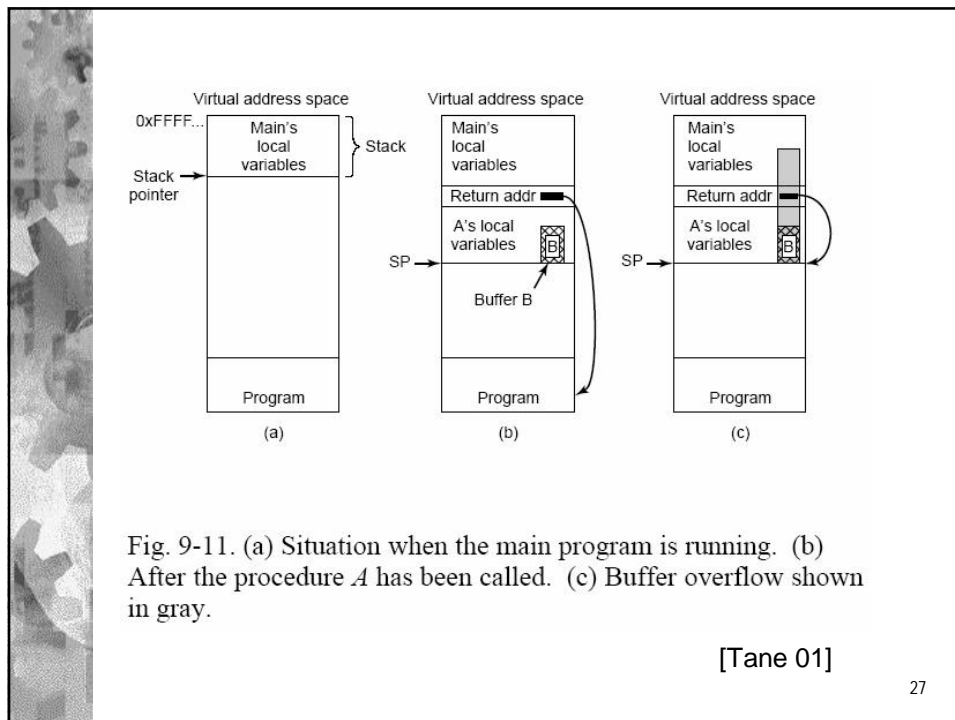 Virtual address space
0xFFFF...
Main's
local
variables
Stack
Stack
pointer
Program
(a)
Virtual address space
Main's
local
variables
Return addr
A's local
variables
B
SP
Buffer B
Program
(b)
Virtual address space
Main's
local
variables
Return addr
A's local
variables
B
SP
Program
(c)
Fig. 9-11. (a) Situation when the main program is running. (b)
After the procedure A has been called. (c) Buffer overflow shown
in gray.
[Tane 01]
27